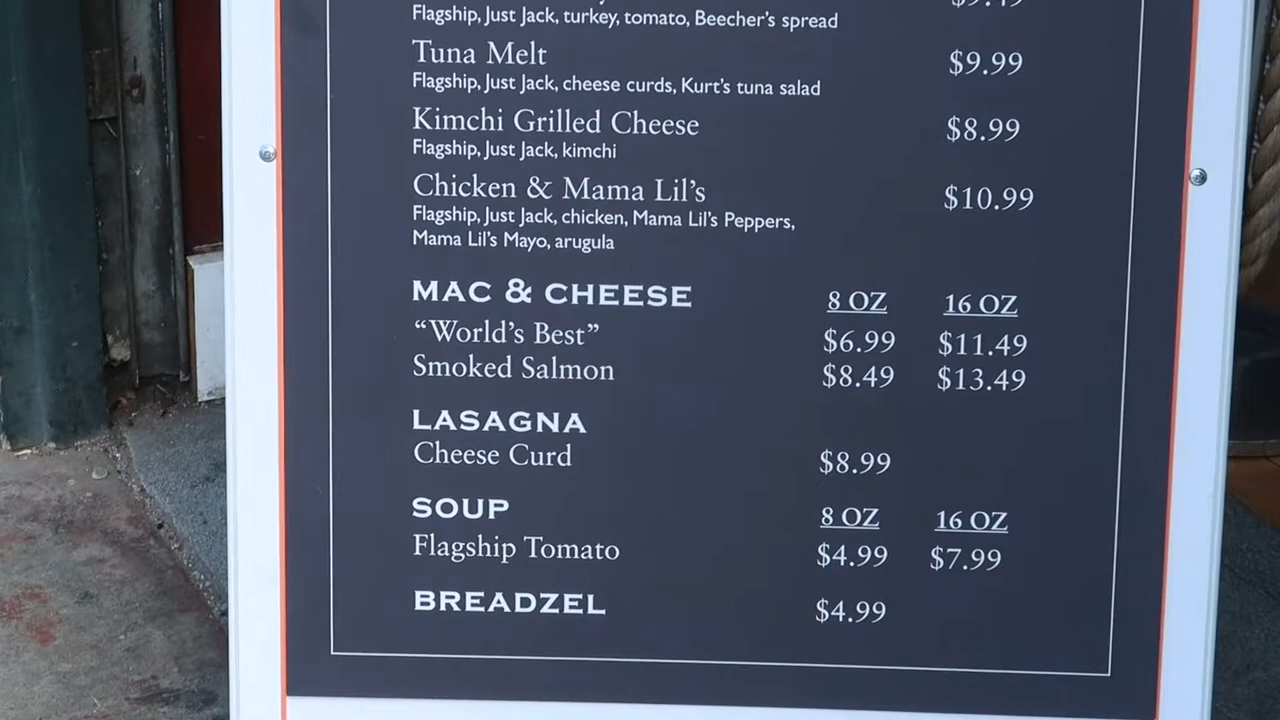 Flagship, Just Jack, turkey, tomato, Beecher's spread
Tuna Melt $9.99
Flagship, Just Jack, cheese curds, Kurt's tuna salad
Kimchi Grilled Cheese $8.99
Flagship, Just Jack, kimchi
Chicken & Mama Lil's $10.99
Flagship, Just Jack, chicken, Mama Lil's Peppers,
Mama Lil's Mayo, arugula
MAC & CHEESE 8 OZ 16 OZ
“World's Best” $6.99 $11.49
Smoked Salmon $8.49 $13.49
LASAGNA
Cheese Curd $8.99
SOUP 8 OZ 16 OZ
Flagship Tomato $4.99 $7.99
BREADZEL $4.99